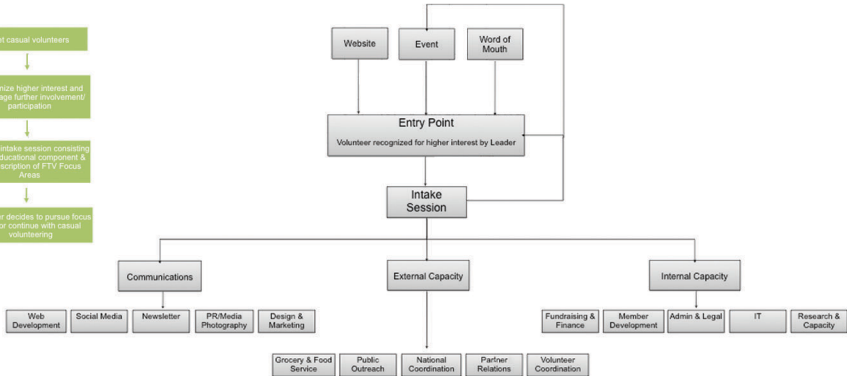 casual volunteers
higher interest and
further involvement/
participation
intake session consisting
component &
of FTV Focus
Areas
decides to pursue focus
or continue with casual
volunteering
Website
Event
Word of
Mouth
Entry Point
Volunteer recognized for higher interest by Leader
Intake
Session
Communications
External Capacity
Internal Capacity
Web
Development
Social Media
Newsletter
PR/Media
Photography
Design &
Marketing
Fundraising &
Finance
Member
Development
Admin & Legal
IT
Research &
Capacity
Grocery & Food
Service
Public
Outreach
National
Coordination
Partner
Relations
Volunteer
Coordination